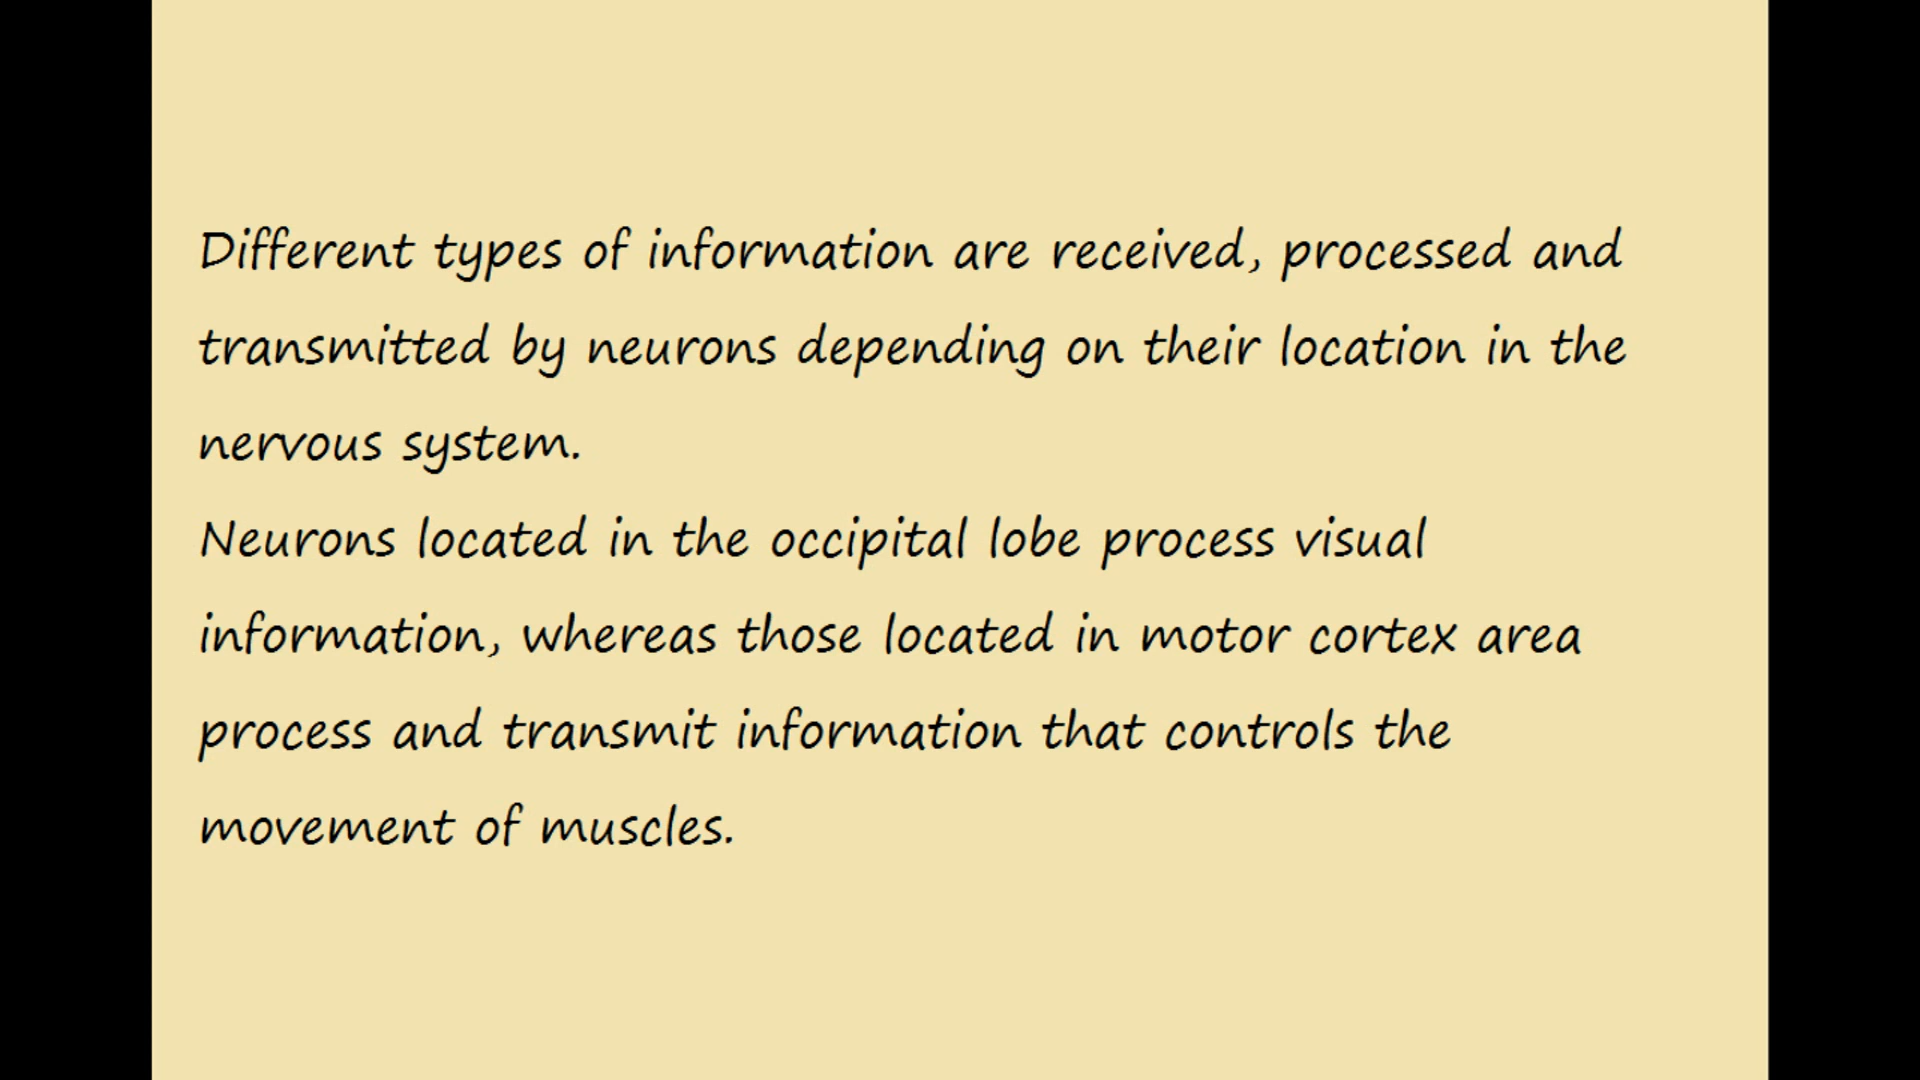 Different types of information are received, processed and
transmitted by neurons depending on their location in the
nervous system.
Neurons located in the occipital lobe process visual
information, whereas those located in motor cortex area
process and transmit information that controls the
movement of muscles.